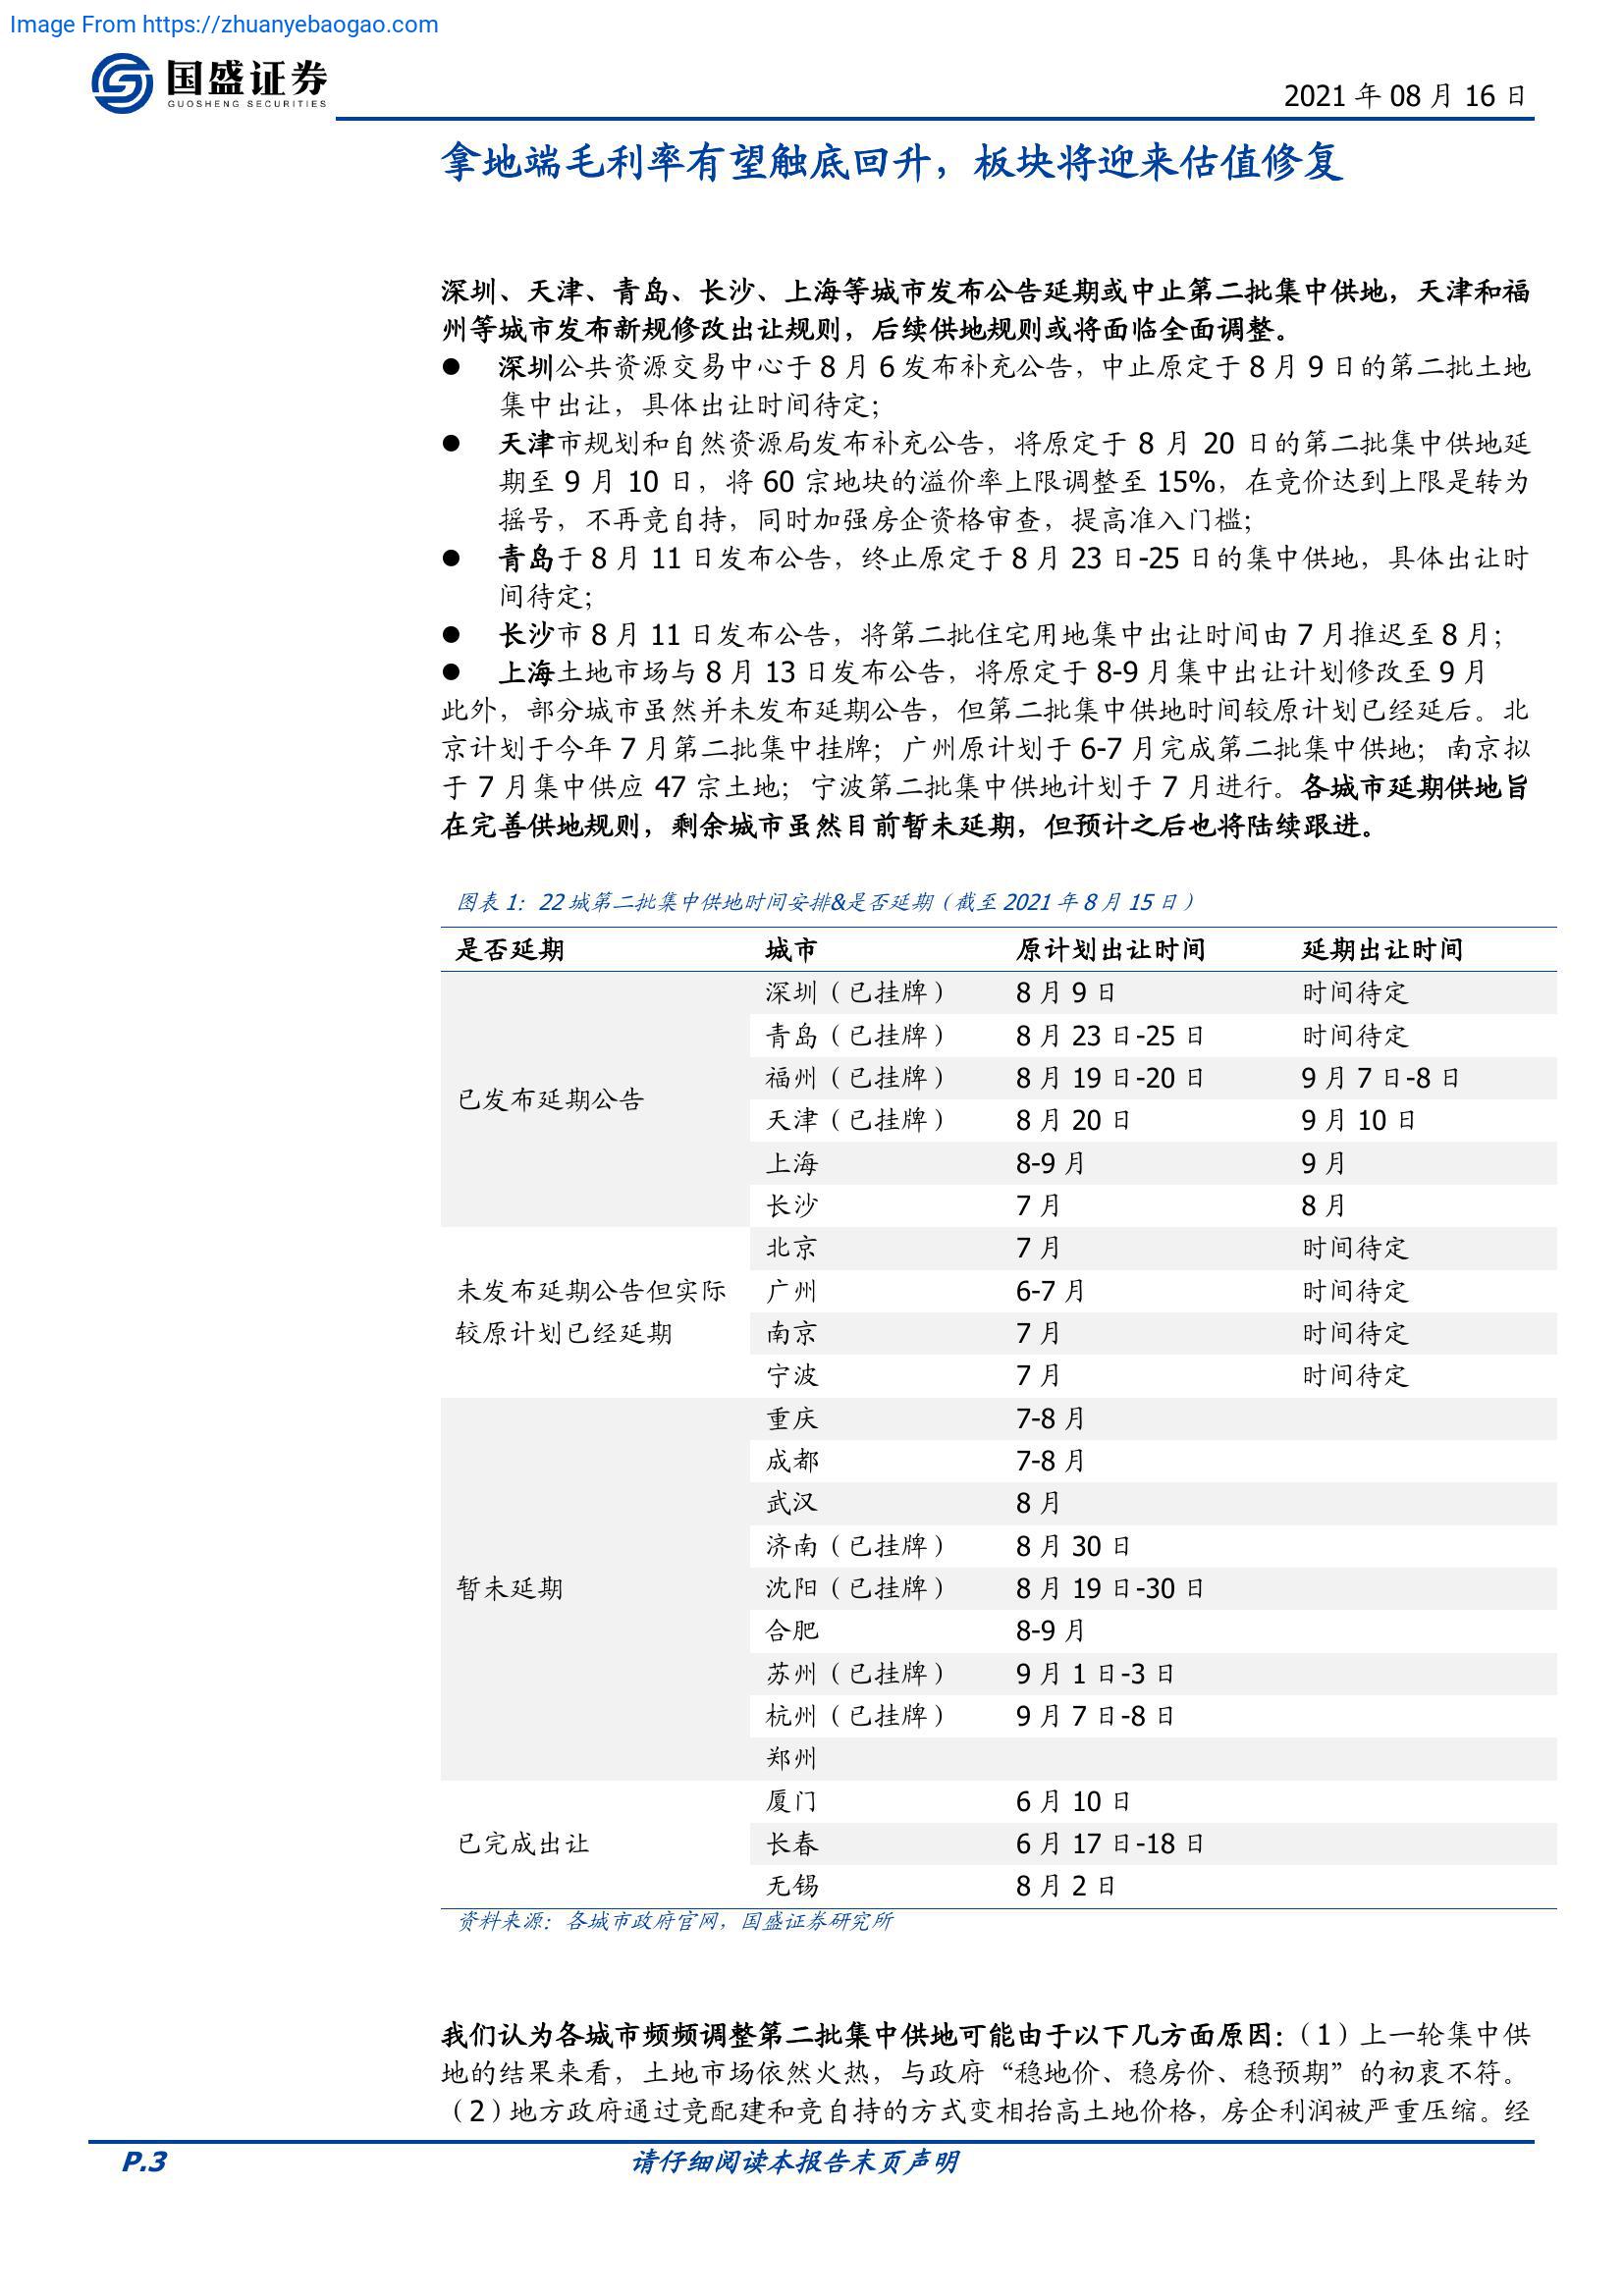 Image From https://zhuanyebaogao.com
国盛证券
GUOSHENG SECURITIES
2021 年 08 月 16 日
拿地端毛利率有望触底回升，板块将迎来估值修复
深圳、天津、青岛、长沙、上海等城市发布公告延期或中止第二批集中供地，天津和福
州等城市发布新规修改出让规则，后续供地规则或将面临全面调整。
● 深圳公共资源交易中心于 8 月 6 发布补充公告，中止原定于 8 月 9 日的第二批土地
集中出让，具体出让时间待定；
● 天津市规划和自然资源局发布补充公告，将原定于 8 月 20 日的第二批集中供地延
期至 9 月 10 日，将 60 宗地块的溢价率上限调整至 15%，在竞价达到上限是转为
摇号，不再竞自持，同时加强房企资格审查，提高准入门槛；
● 青岛于 8 月 11 日发布公告，终止原定于 8 月 23 日-25 日的集中供地，具体出让时
间待定；
● 长沙市 8 月 11 日发布公告，将第二批住宅用地集中出让时间由 7 月推迟至 8 月；
● 上海土地市场与 8 月 13 日发布公告，将原定于 8-9 月集中出让计划修改至 9 月
此外，部分城市虽然并未发布延期公告，但第二批集中供地时间较原计划已经延后。北
京计划于今年 7 月第二批集中挂牌；广州原计划于 6-7 月完成第二批集中供地；南京拟
于 7 月集中供应 47 宗土地；宁波第二批集中供地计划于 7 月进行。各城市延期供地旨
在完善供地规则，剩余城市虽然目前暂未延期，但预计之后也将陆续跟进。
图表 1：22 城第二批集中供地时间安排&是否延期（截至 2021 年 8 月 15 日）
是否延期 城市 原计划出让时间 延期出让时间
已发布延期公告
深圳（已挂牌） 8 月 9 日 时间待定
青岛（已挂牌） 8 月 23 日-25 日 时间待定
福州（已挂牌） 8 月 19 日-20 日 9 月 7 日-8 日
天津（已挂牌） 8 月 20 日 9 月 10 日
上海 8-9 月 9 月
长沙 7 月 8 月
未发布延期公告但实际
较原计划已经延期
北京 7 月 时间待定
广州 6-7 月 时间待定
南京 7 月 时间待定
宁波 7 月 时间待定
暂未延期
重庆 7-8 月
成都 7-8 月
武汉 8 月
济南（已挂牌） 8 月 30 日
沈阳（已挂牌） 8 月 19 日-30 日
合肥 8-9 月
苏州（已挂牌） 9 月 1 日-3 日
杭州（已挂牌） 9 月 7 日-8 日
郑州
已完成出让
厦门 6 月 10 日
长春 6 月 17 日-18 日
无锡 8 月 2 日
资料来源：各城市政府官网，国盛证券研究所
我们认为各城市频频调整第二批集中供地可能由于以下几方面原因：（1）上一轮集中供
地的结果来看，土地市场依然火热，与政府“稳地价、稳房价、稳预期”的初衷不符。
（2）地方政府通过竞配建和竞自持的方式变相抬高土地价格，房企利润被严重压缩。经
P.3
请仔细阅读本报告末页声明